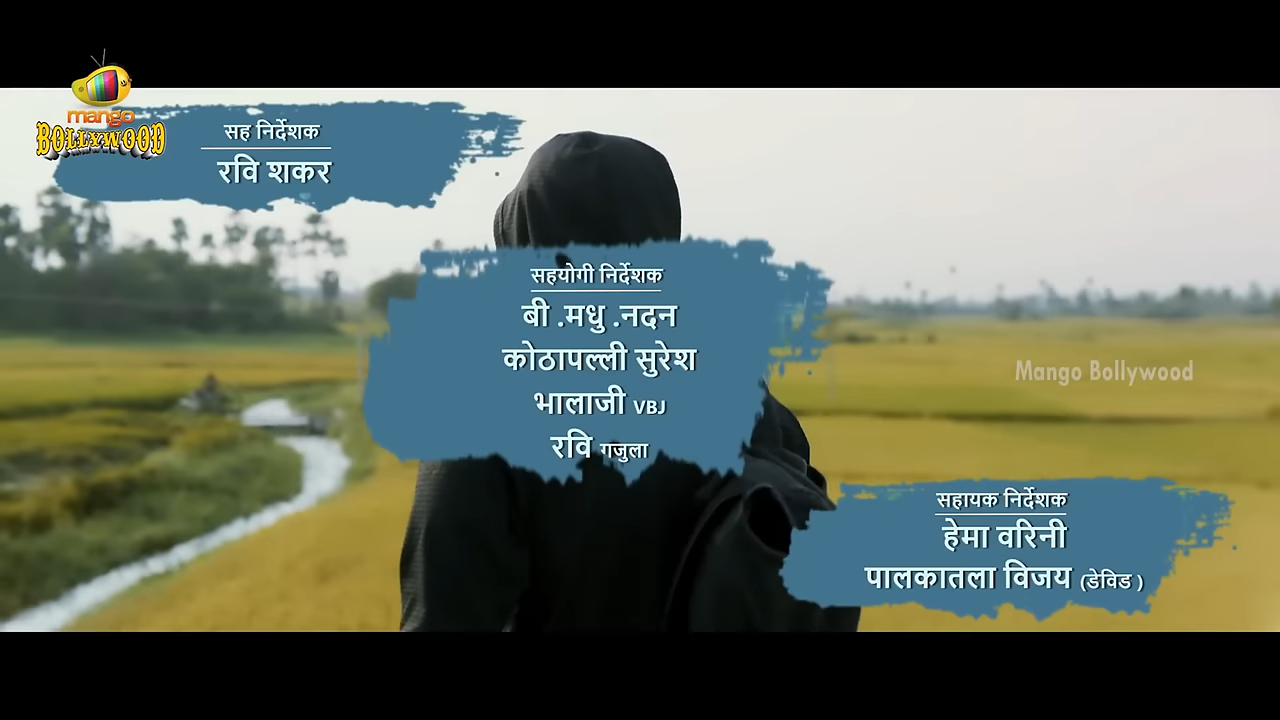 mango
BOLLYWOOD
सह निर्देशक
रवि शकर
सहयोगी निर्देशक
बी .मधु .नदन
कोठापल्ली सुरेश
भालाजी VBJ
रवि गजुला
Mango Bollywood
सहायक निर्देशक
हेमा वरिनी
पालकातला विजय (डेविड )